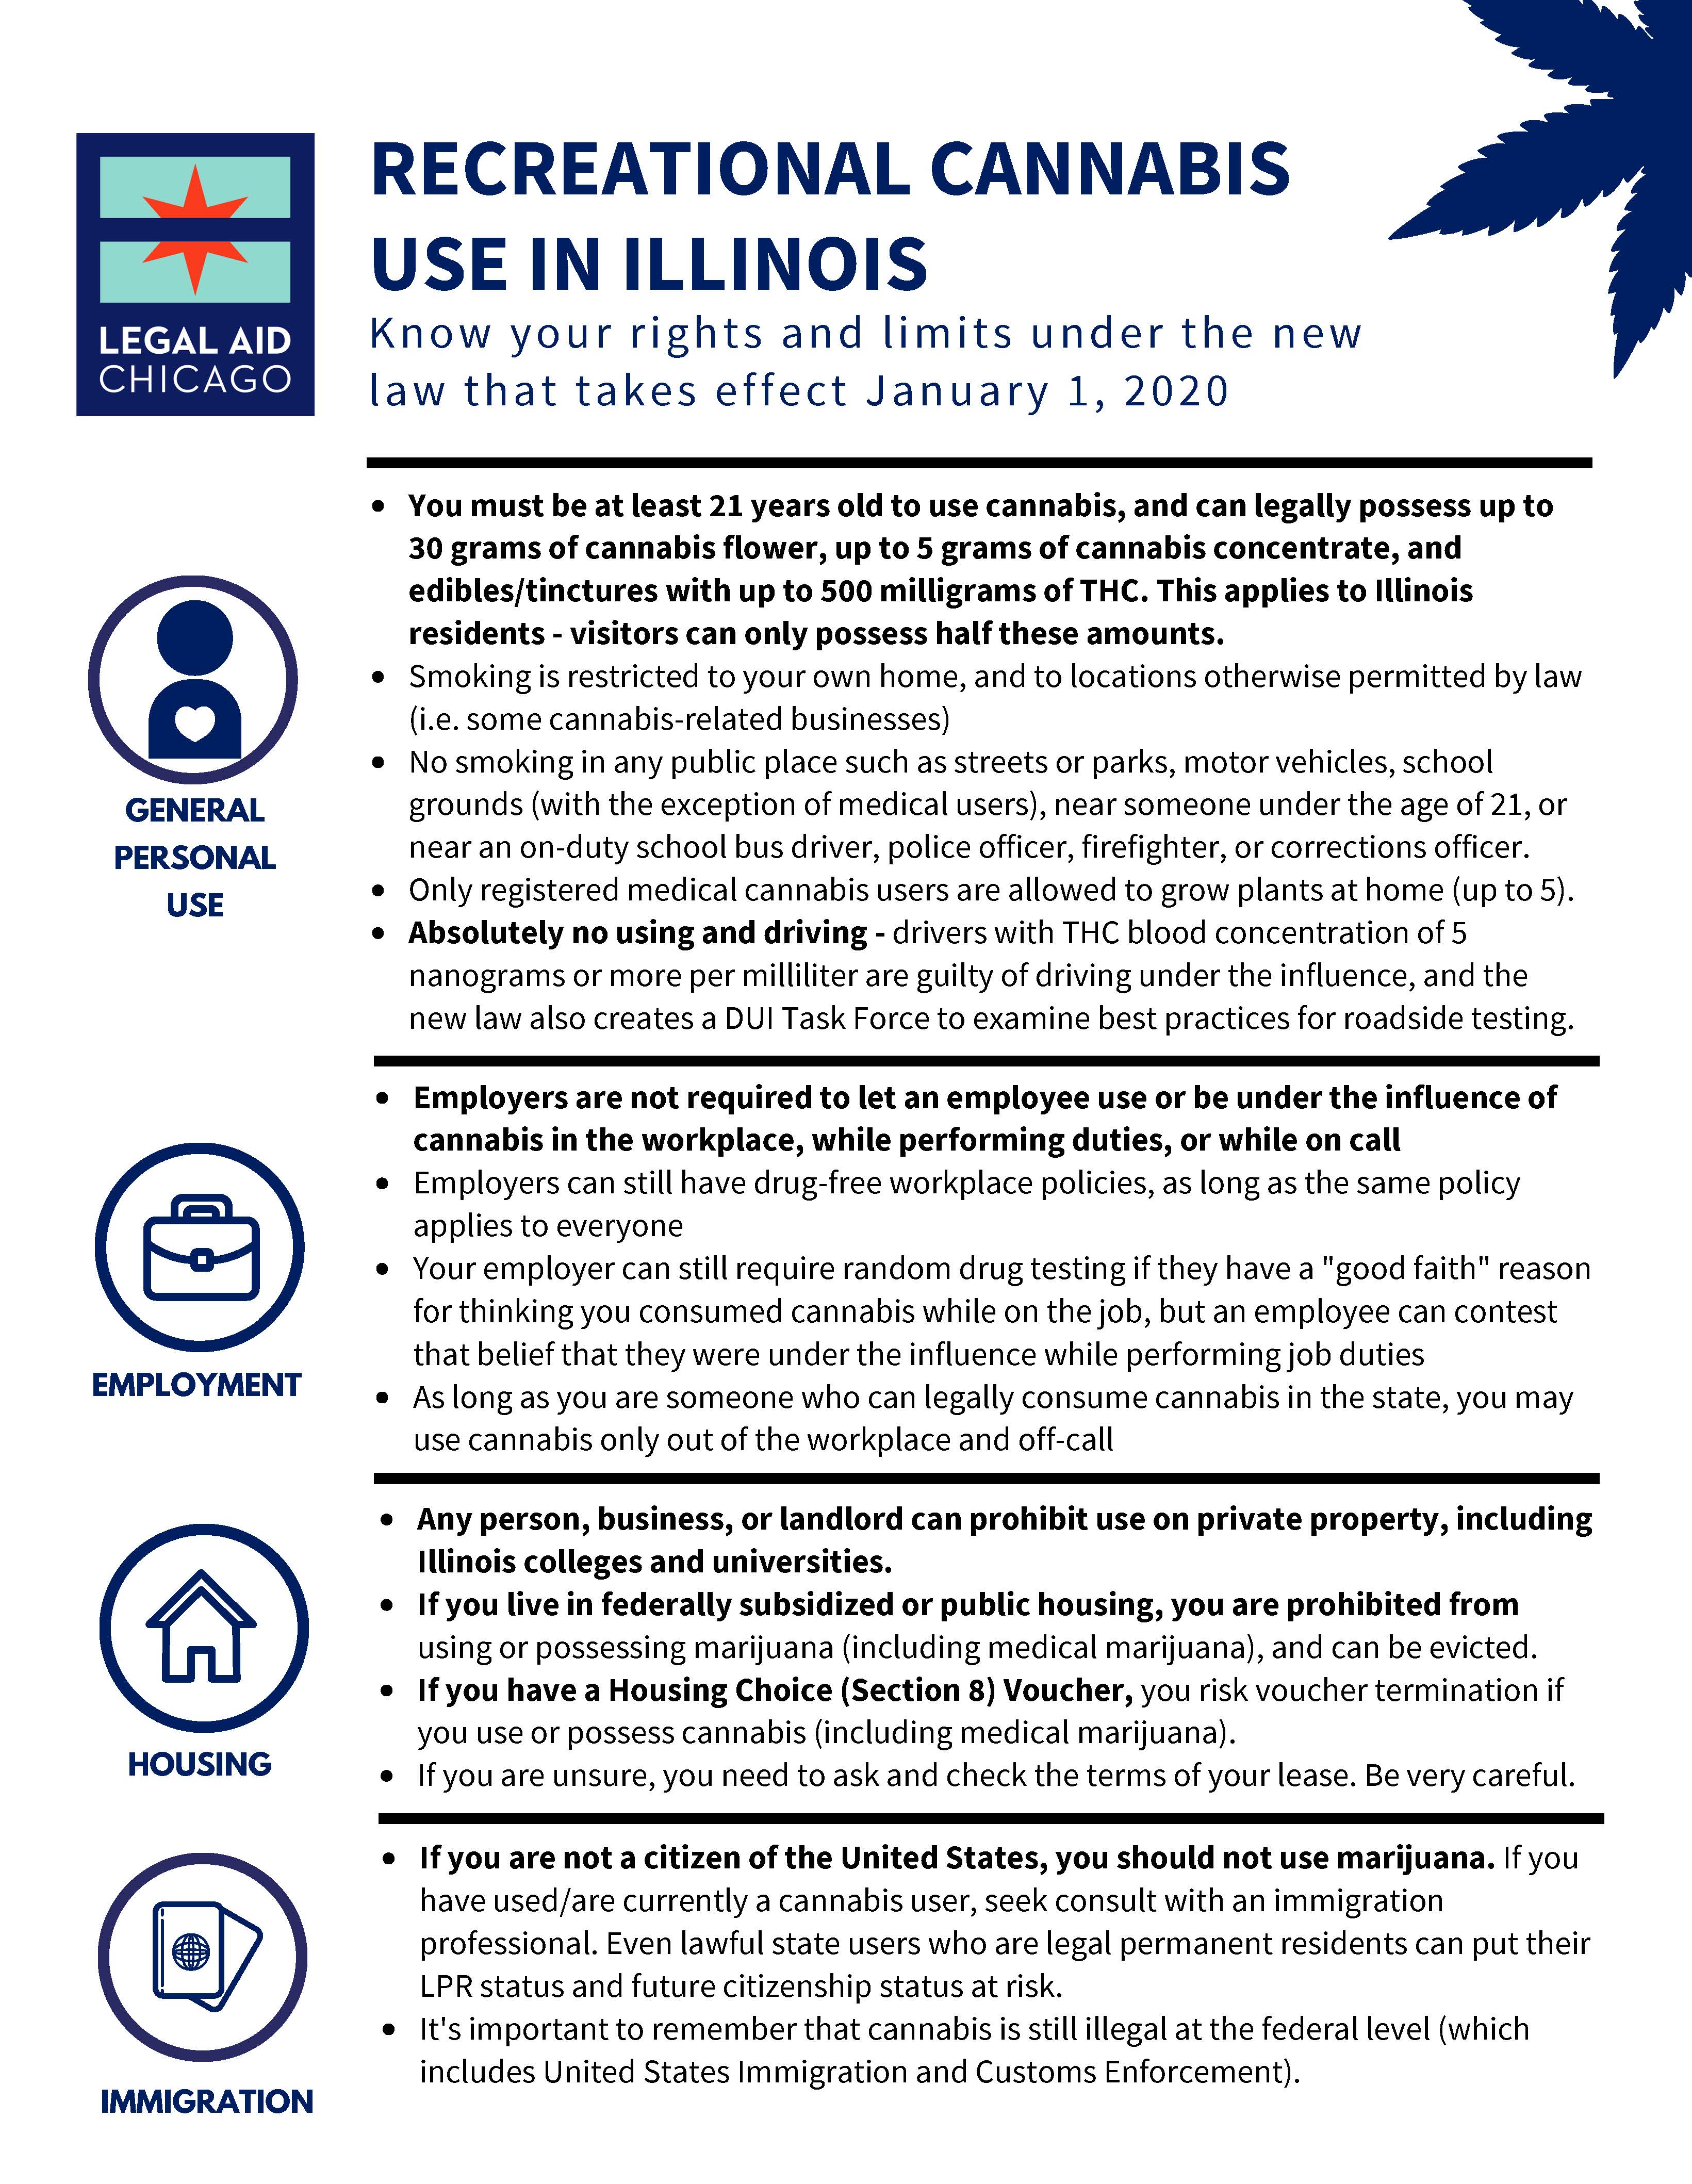 LEGAL AID
CHICAGO
RECREATIONAL CANNABIS
USE IN ILLINOIS
Know your rights and limits under the new
law that takes effect January 1, 2020
GENERAL
PERSONAL
USE
• You must be at least 21 years old to use cannabis, and can legally possess up to
30 grams of cannabis flower, up to 5 grams of cannabis concentrate, and
edibles/tinctures with up to 500 milligrams of THC. This applies to Illinois
residents - visitors can only possess half these amounts.
• Smoking is restricted to your own home, and to locations otherwise permitted by law
(i.e. some cannabis-related businesses)
• No smoking in any public place such as streets or parks, motor vehicles, school
grounds (with the exception of medical users), near someone under the age of 21, or
near an on-duty school bus driver, police officer, firefighter, or corrections officer.
• Only registered medical cannabis users are allowed to grow plants at home (up to 5).
• Absolutely no using and driving - drivers with THC blood concentration of 5
nanograms or more per milliliter are guilty of driving under the influence, and the
new law also creates a DUI Task Force to examine best practices for roadside testing.
EMPLOYMENT
• Employers are not required to let an employee use or be under the influence of
cannabis in the workplace, while performing duties, or while on call
• Employers can still have drug-free workplace policies, as long as the same policy
applies to everyone
• Your employer can still require random drug testing if they have a "good faith" reason
for thinking you consumed cannabis while on the job, but an employee can contest
that belief that they were under the influence while performing job duties
• As long as you are someone who can legally consume cannabis in the state, you may
use cannabis only out of the workplace and off-call
HOUSING
• Any person, business, or landlord can prohibit use on private property, including
Illinois colleges and universities.
• If you live in federally subsidized or public housing, you are prohibited from
using or possessing marijuana (including medical marijuana), and can be evicted.
• If you have a Housing Choice (Section 8) Voucher, you risk voucher termination if
you use or possess cannabis (including medical marijuana).
• If you are unsure, you need to ask and check the terms of your lease. Be very careful.
IMMIGRATION
• If you are not a citizen of the United States, you should not use marijuana. If you
have used/are currently a cannabis user, seek consult with an immigration
professional. Even lawful state users who are legal permanent residents can put their
LPR status and future citizenship status at risk.
• It's important to remember that cannabis is still illegal at the federal level (which
includes United States Immigration and Customs Enforcement).